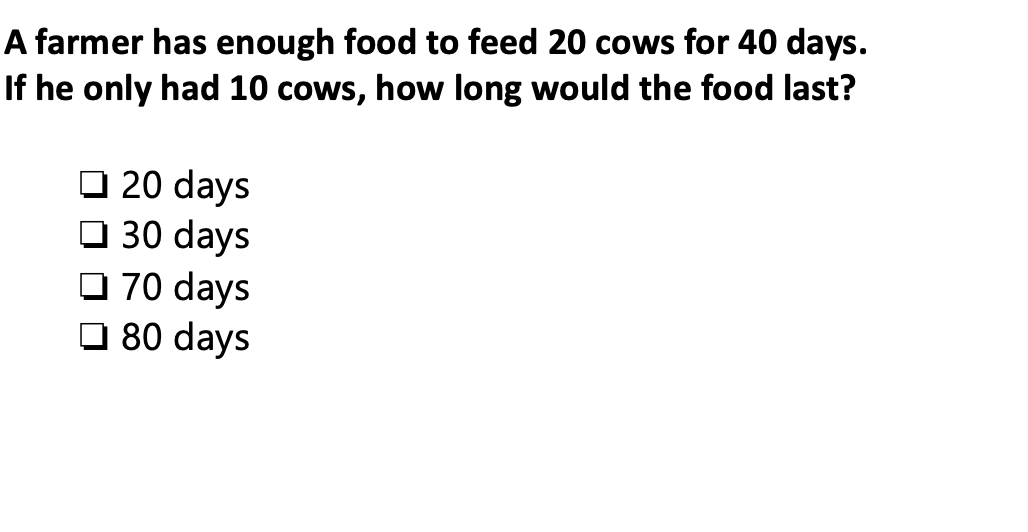 A farmer has enough food to feed 20 cows for 40 days.
If he only had 10 cows, how long would the food last?
❑ 20 days
❑ 30 days
❑ 70 days
❑ 80 days